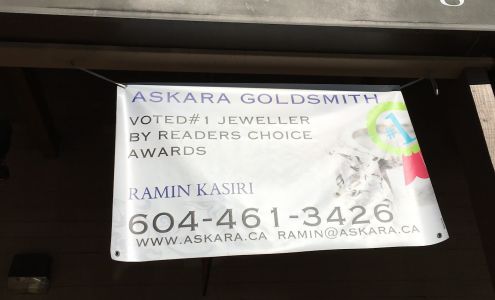 ASKARA GOLDSMITH
VOTED#1 JEWELLER
BY READERS CHOICE
AWARDS
#1
RAMIN KASIRI
604-461-3426
WWW.ASKARA.CA RAMIN@ASKARA.CA